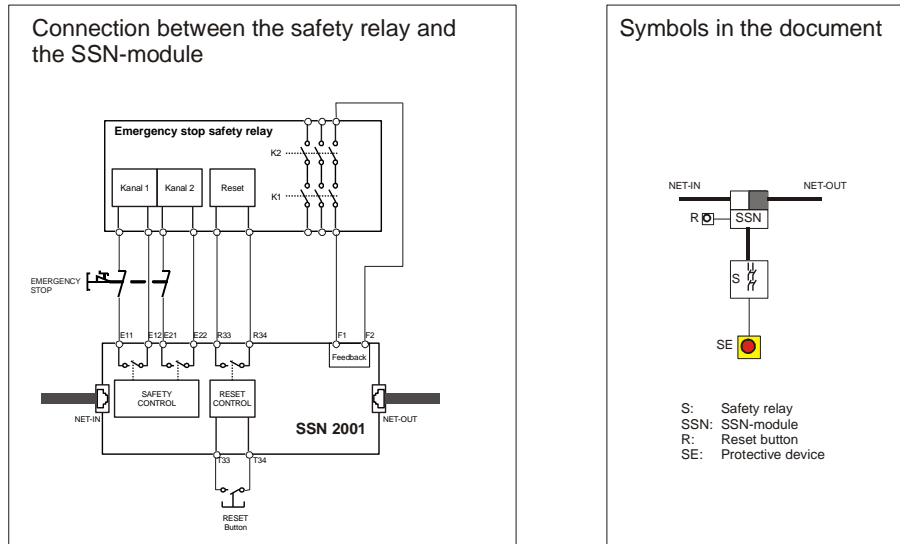 Connection between the safety relay and
the SSN-module
Emergency stop safety relay
K2
Kanal 1
Kanal 2
Reset
K1
EMERGENCY
STOP
E11
E12
E21
E22
R33
R34
F1
F2
Feedback
SAFETY
CONTROL
RESET
CONTROL
NET-IN
SSN 2001
NET-OUT
T33
T34
RESET
Button
Symbols in the document
NET-IN
NET-OUT
R
SSN
S
SE
S: Safety relay
SSN: SSN-module
R: Reset button
SE: Protective device